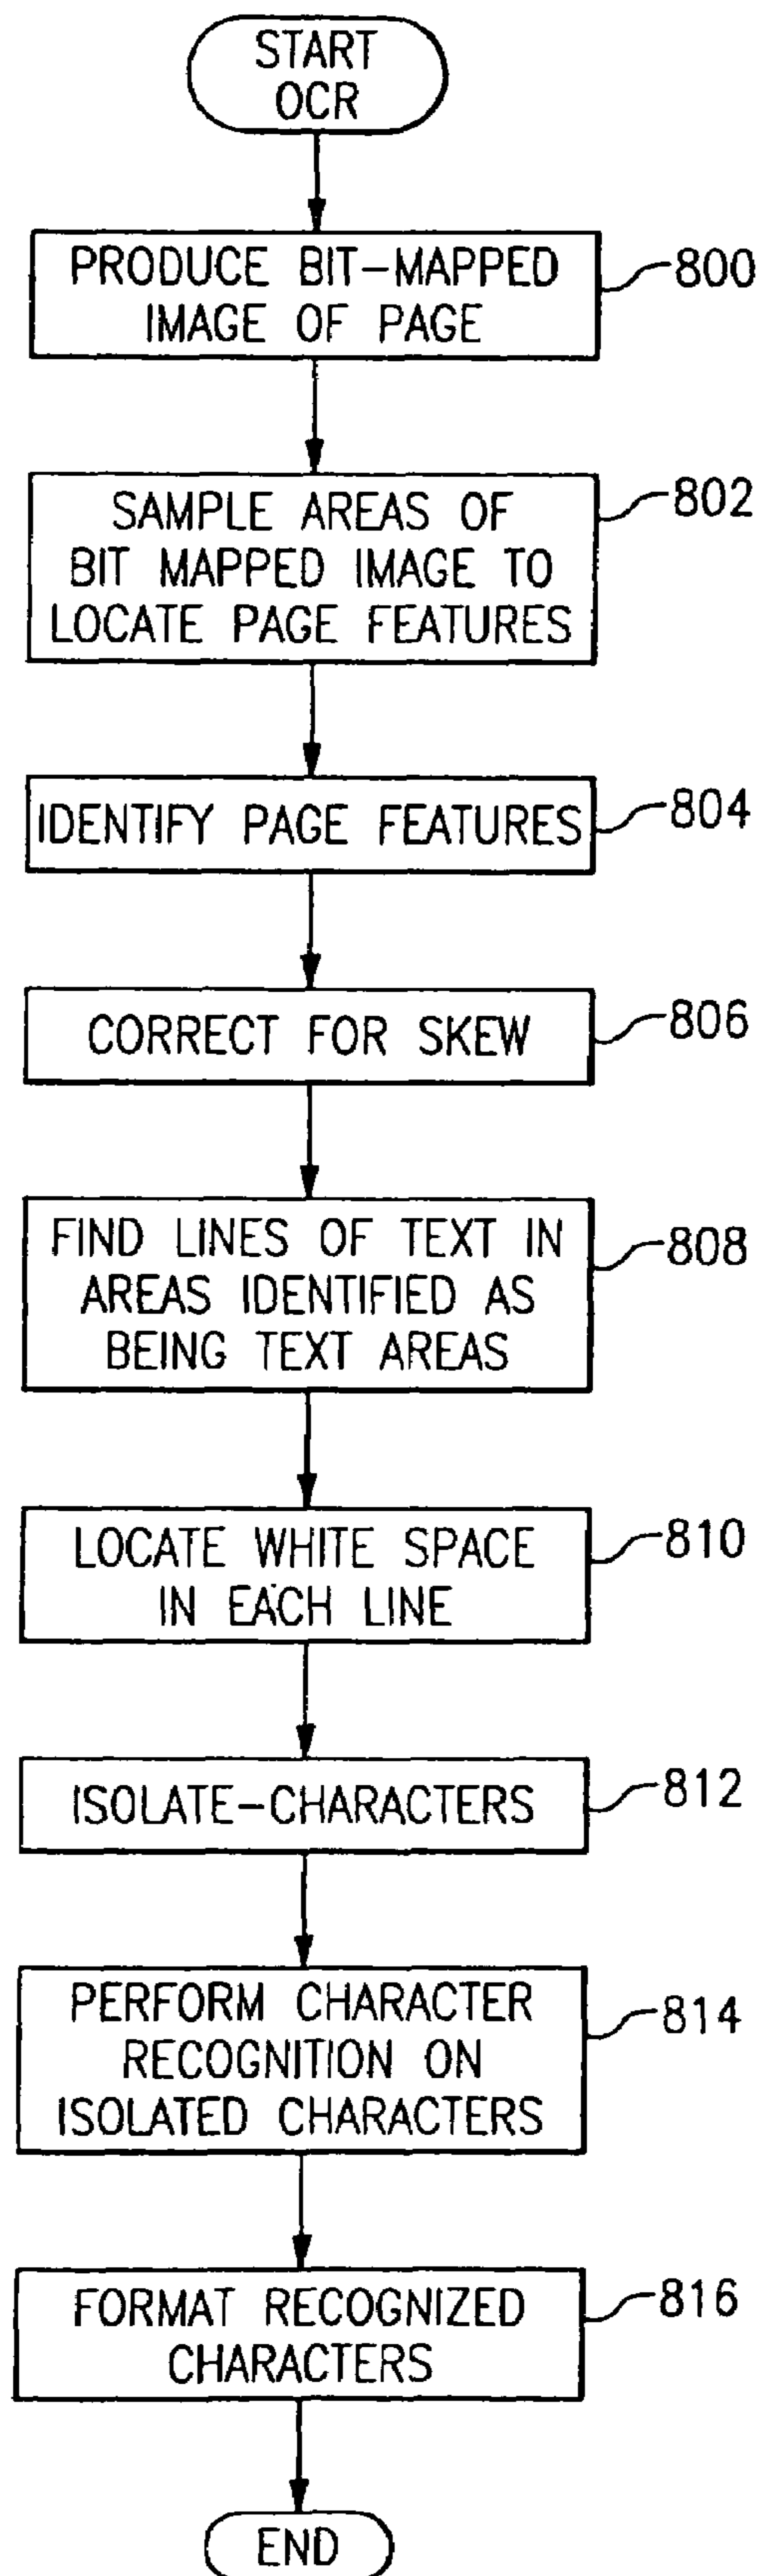 START
OCR
PRODUCE BIT-MAPPED
IMAGE OF PAGE
800
SAMPLE AREAS OF
BIT MAPPED IMAGE TO
LOCATE PAGE FEATURES
802
IDENTIFY PAGE FEATURES
804
CORRECT FOR SKEW
806
FIND LINES OF TEXT IN
AREAS IDENTIFIED AS
BEING TEXT AREAS
808
LOCATE WHITE SPACE
IN EACH LINE
810
ISOLATE-CHARACTERS
812
PERFORM CHARACTER
RECOGNITION ON
ISOLATED CHARACTERS
814
FORMAT RECOGNIZED
CHARACTERS
816
END